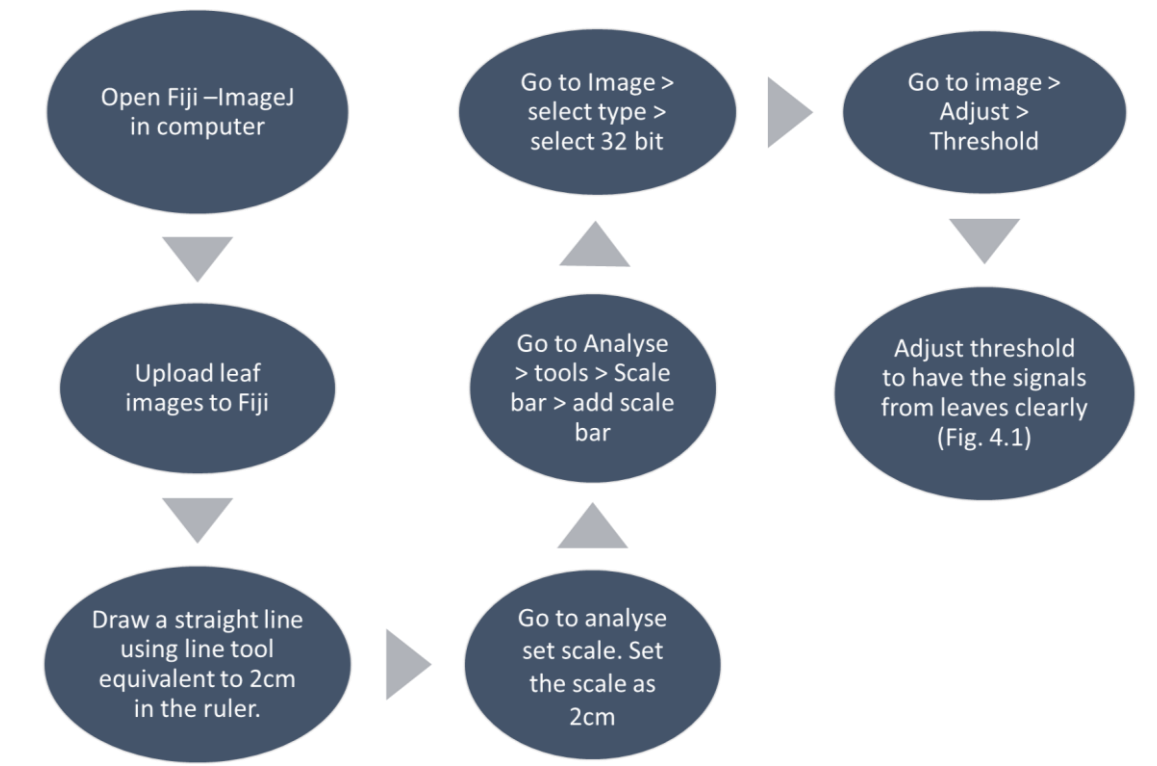 Open Fiji –ImageJ
in computer
Upload leaf
images to Fiji
Draw a straight line
using line tool
equivalent to 2cm
in the ruler.
Go to analyse
set scale. Set
the scale as
2cm
Go to Analyse
> tools > Scale
bar > add scale
bar
Go to Image >
select type >
select 32 bit
Go to image >
Adjust >
Threshold
Adjust threshold
to have the signals
from leaves clearly
(Fig. 4.1)